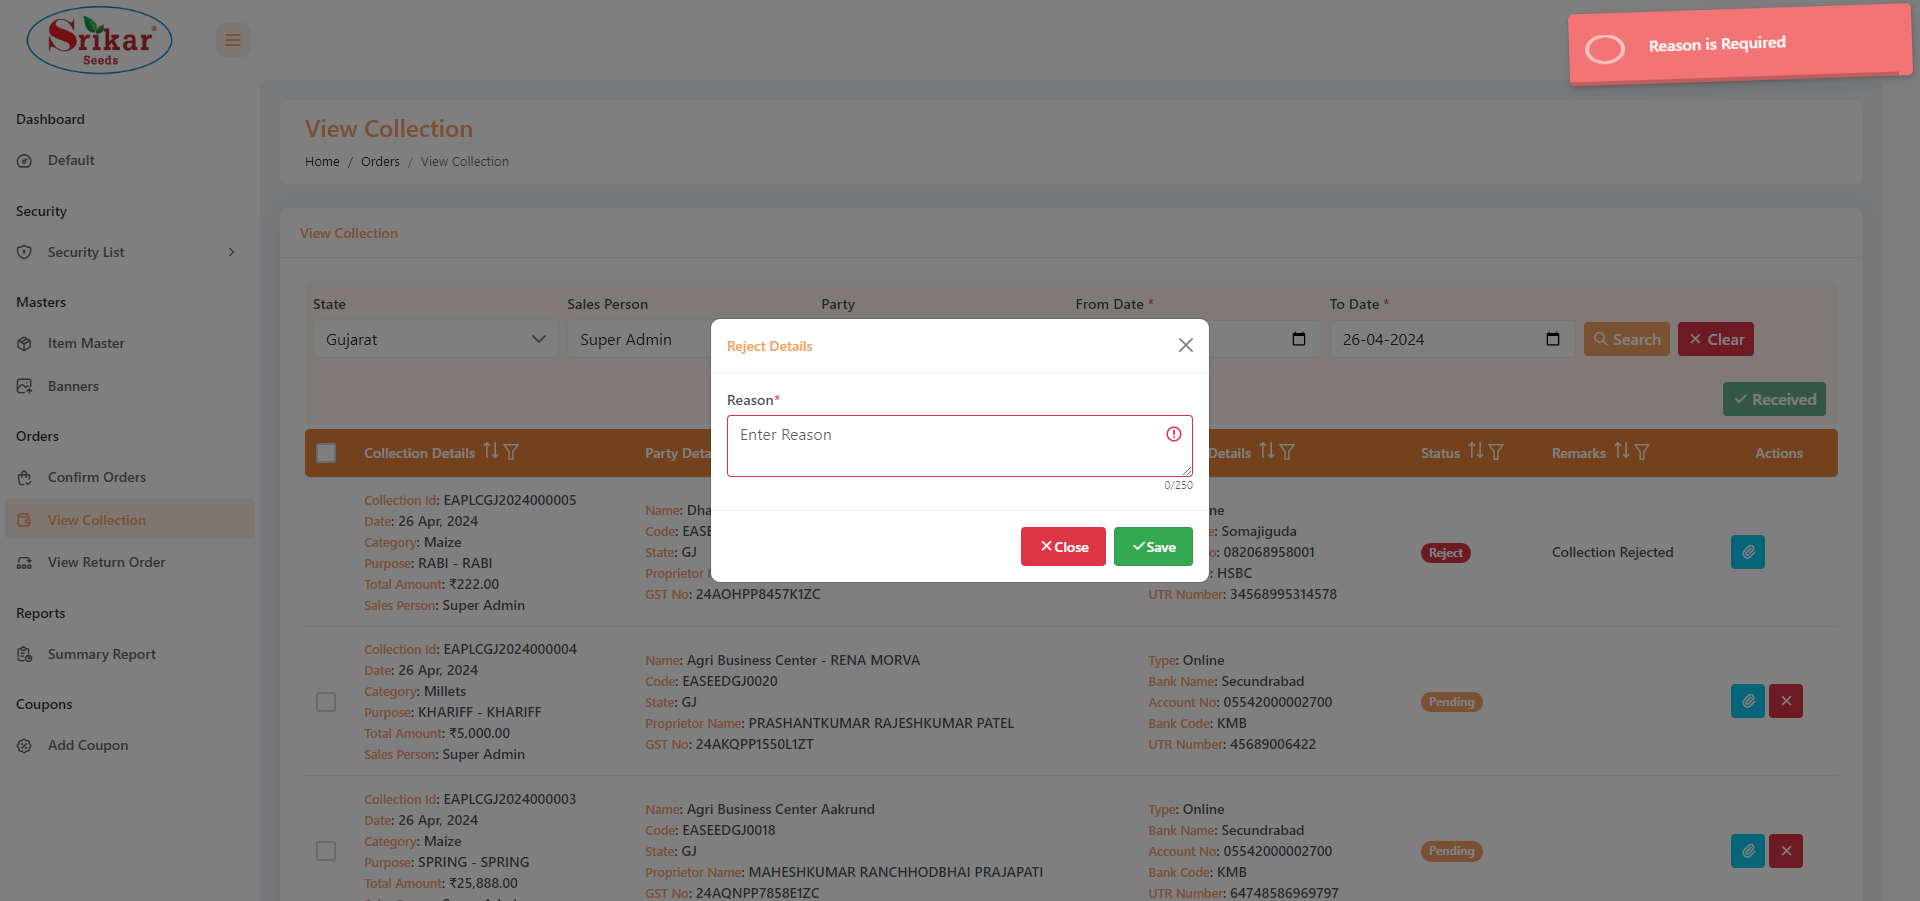 Srikar
Seeds
Reason is Required
Dashboard
Default
Security
Security List
Masters
Item Master
Banners
Orders
Confirm Orders
View Collection
View Return Order
Reports
Summary Report
Coupons
Add Coupon
View Collection
Home / Orders / View Collection
View Collection
State Sales Person Party From Date * To Date *
Gujarat Super Admin 26-04-2024 Search Clear
Received
Collection Details Party Deta Details Status Remarks Actions
Reject Details
Reason*
Enter Reason
0/250
Close Save
Collection Id: EAPLCGJ2024000005
Date: 26 Apr, 2024
Category: Maize
Purpose: RABI - RABI
Total Amount: ₹222.00
Sales Person: Super Admin
Name: Dha
Code: EASE
State: GJ
Proprietor
GST No: 24AOHPP8457K1ZC
ne
e: Somajiguda
o: 082068958001
: HSBC
UTR Number: 34568995314578
Reject
Collection Rejected
Collection Id: EAPLCGJ2024000004
Date: 26 Apr, 2024
Category: Millets
Purpose: KHARIFF - KHARIFF
Total Amount: ₹5,000.00
Sales Person: Super Admin
Name: Agri Business Center - RENA MORVA
Code: EASEEDGJ0020
State: GJ
Proprietor Name: PRASHANTKUMAR RAJESHKUMAR PATEL
GST No: 24AKQPP1550L1ZT
Type: Online
Bank Name: Secundrabad
Account No: 05542000002700
Bank Code: KMB
UTR Number: 45689006422
Pending
Collection Id: EAPLCGJ2024000003
Date: 26 Apr, 2024
Category: Maize
Purpose: SPRING - SPRING
Total Amount: ₹25,888.00
Name: Agri Business Center Aakrund
Code: EASEEDGJ0018
State: GJ
Proprietor Name: MAHESHKUMAR RANCHHODBHAI PRAJAPATI
GST No: 24AQNPP7858E1ZC
Type: Online
Bank Name: Secundrabad
Account No: 05542000002700
Bank Code: KMB
UTR Number: 64748586969797
Pending